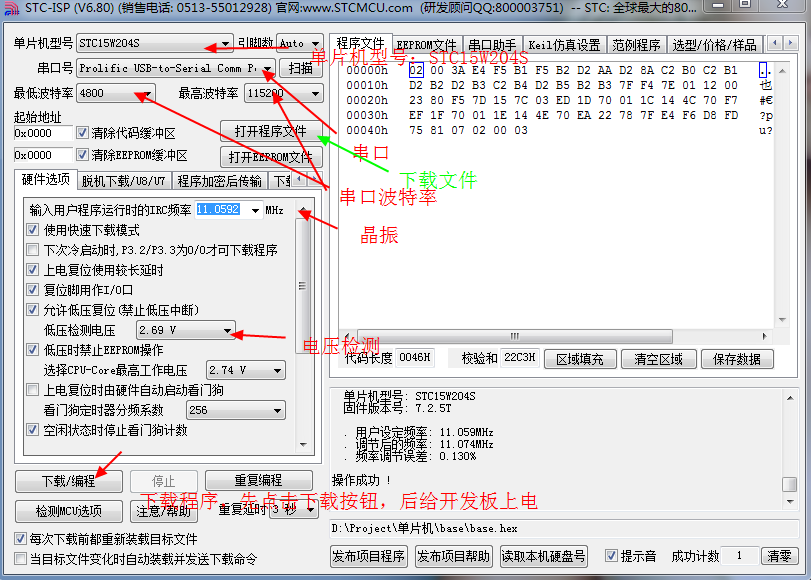 STC-ISP (V6.80) (销售电话: 0513-55012928) 官网:www.STCMCU.com (研发顾问QQ:800003751) -- STC: 全球最大的80...
单片机型号 STC15W204S 引脚数 Auto
串口号 Prolific USB-to-Serial Comm P 扫描
最低波特率 4800 最高波特率 115200
起始地址
0x0000 清除代码缓冲区 打开程序文件
0x0000 清除EEPROM缓冲区 打开EEPROM文件
硬件选项 脱机下载/U8/U7 程序加密后传输
输入用户程序运行时的IRC频率 11.0592 MHz
使用快速下载模式
下次冷启动时,P3.2/P3.3为0/0才可下载程序
上电复位使用较长延时
复位脚用作I/O口
允许低压复位(禁止低压中断)
低压检测电压 2.69 V
低压时禁止EEPROM操作
选择CPU-Core最高工作电压 2.74 V
上电复位时由硬件自动启动看门狗
看门狗定时器分频系数 256
空闲状态时停止看门狗计数
下载/编程 停止 重复编程
检测MCU选项 注意/帮助 重复延时 3 秒
每次下载前都重新装载目标文件
当目标文件变化时自动装载并发送下载命令
程序文件 EEPROM文件 串口助手 Keil仿真设置 范例程序 选型/价格/样品
00000h 02 00 3A E4 F5 B1 F5 B2 D2 AA D2 8A C2 B0 C2 B1
00010h D2 B2 D2 B3 C2 B4 D2 B5 B2 B3 7F F4 7E 01 12 00 也
00020h 23 80 F5 7D 15 7C 03 ED 1D 70 01 1C 14 4C 70 F7 #€
00030h EF 1F 70 01 1E 14 4E 70 EA 22 78 7F E4 F6 D8 FD ?p
00040h 75 81 07 02 00 03 u?
代码长度 0046H 校验和 22C3H 区域填充 清空区域 保存数据
单片机型号: STC15W204S
固件版本号: 7.2.5T
. 用户设定频率: 11.059MHz
. 调节后的频率: 11.074MHz
. 频率调节误差: 0.130%
操作成功 !
D:\Project\单片机\base\base.hex
发布项目程序 发布项目帮助 读取本机硬盘号 提示音 成功计数 1 清零
单片机型号：STC15W204S
串口
下载文件
串口波特率
晶振
电压检测
下载程序，先点击下载按钮，后给开发板上电